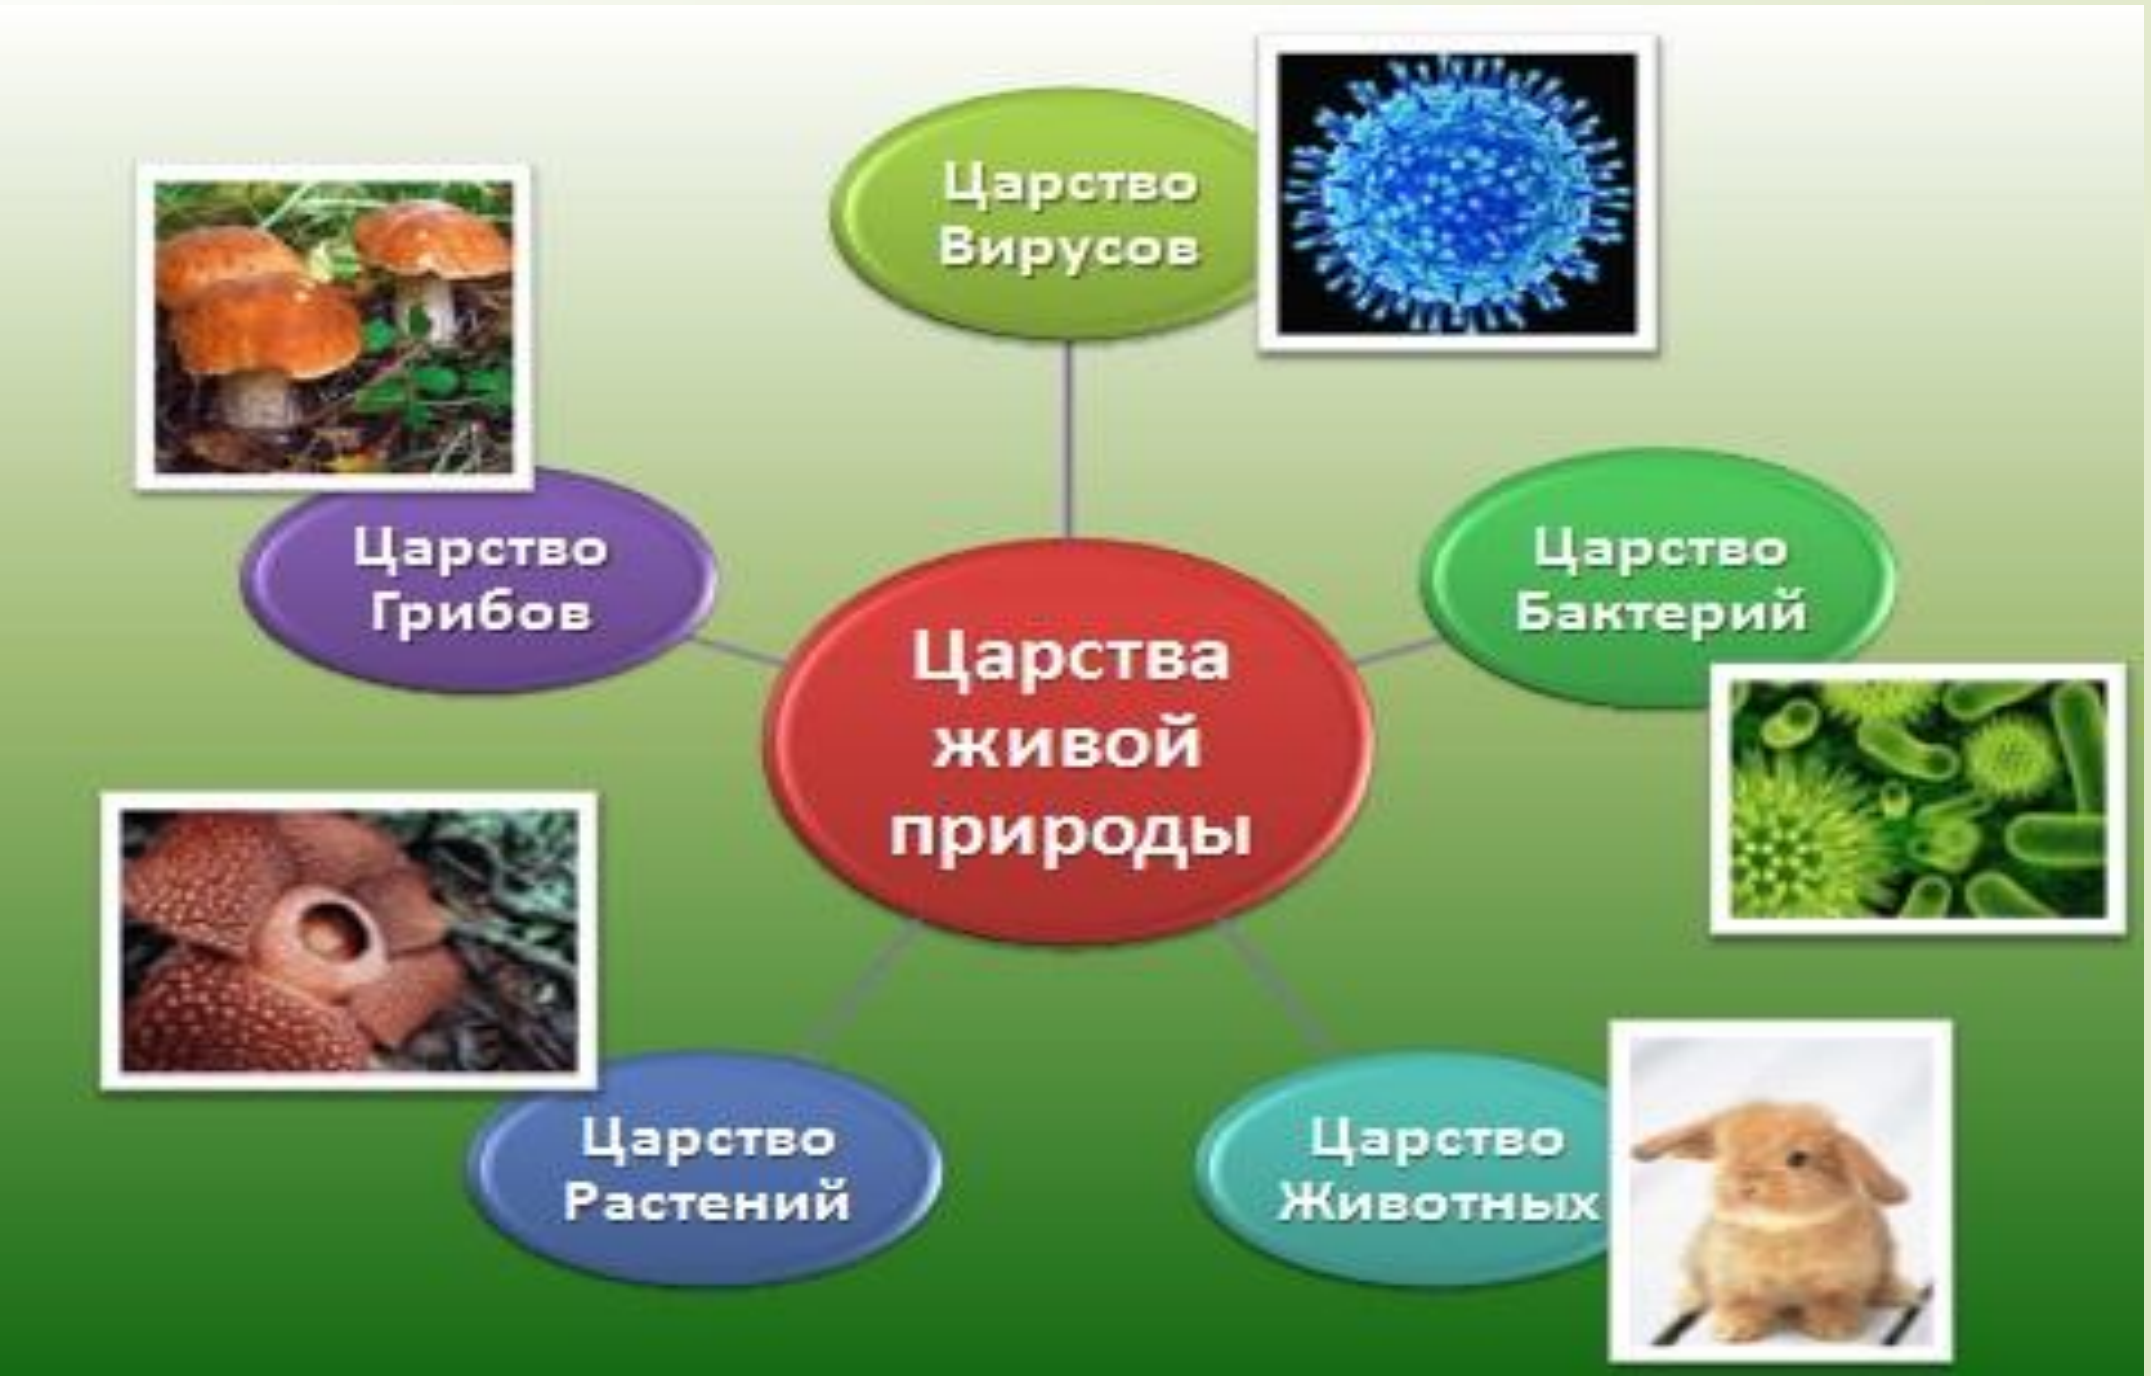 Царство
Вирусов
Царство
Грибов
Царство
Бактерий
Царства
живой
природы
Царство
Растений
Царство
Животных